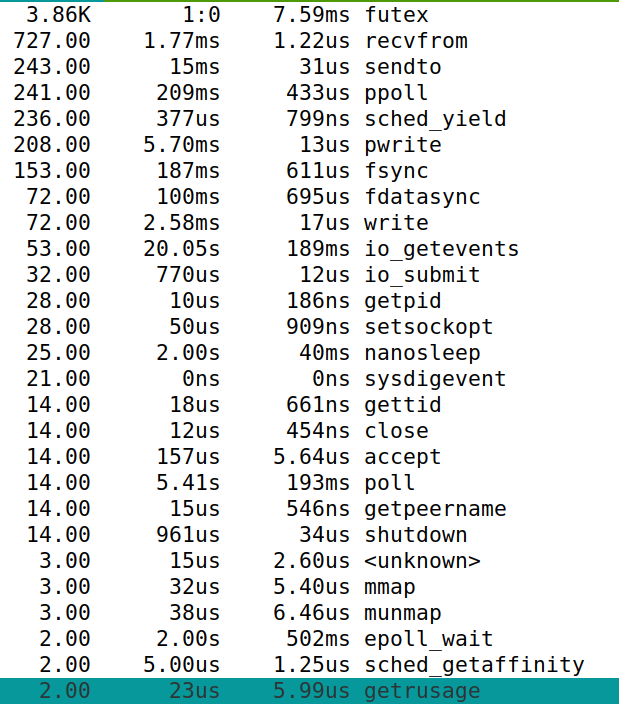 3.86K 1:0 7.59ms futex
727.00 1.77ms 1.22us recvfrom
243.00 15ms 31us sendto
241.00 209ms 433us ppoll
236.00 377us 799ns sched_yield
208.00 5.70ms 13us pwrite
153.00 187ms 611us fsync
72.00 100ms 695us fdatasync
72.00 2.58ms 17us write
53.00 20.05s 189ms io_getevents
32.00 770us 12us io_submit
28.00 10us 186ns getpid
28.00 50us 909ns setsockopt
25.00 2.00s 40ms nanosleep
21.00 0ns 0ns sysdigevent
14.00 18us 661ns gettid
14.00 12us 454ns close
14.00 157us 5.64us accept
14.00 5.41s 193ms poll
14.00 15us 546ns getpeername
14.00 961us 34us shutdown
3.00 15us 2.60us <unknown>
3.00 32us 5.40us mmap
3.00 38us 6.46us munmap
2.00 2.00s 502ms epoll_wait
2.00 5.00us 1.25us sched_getaffinity
2.00 23us 5.99us getrusage